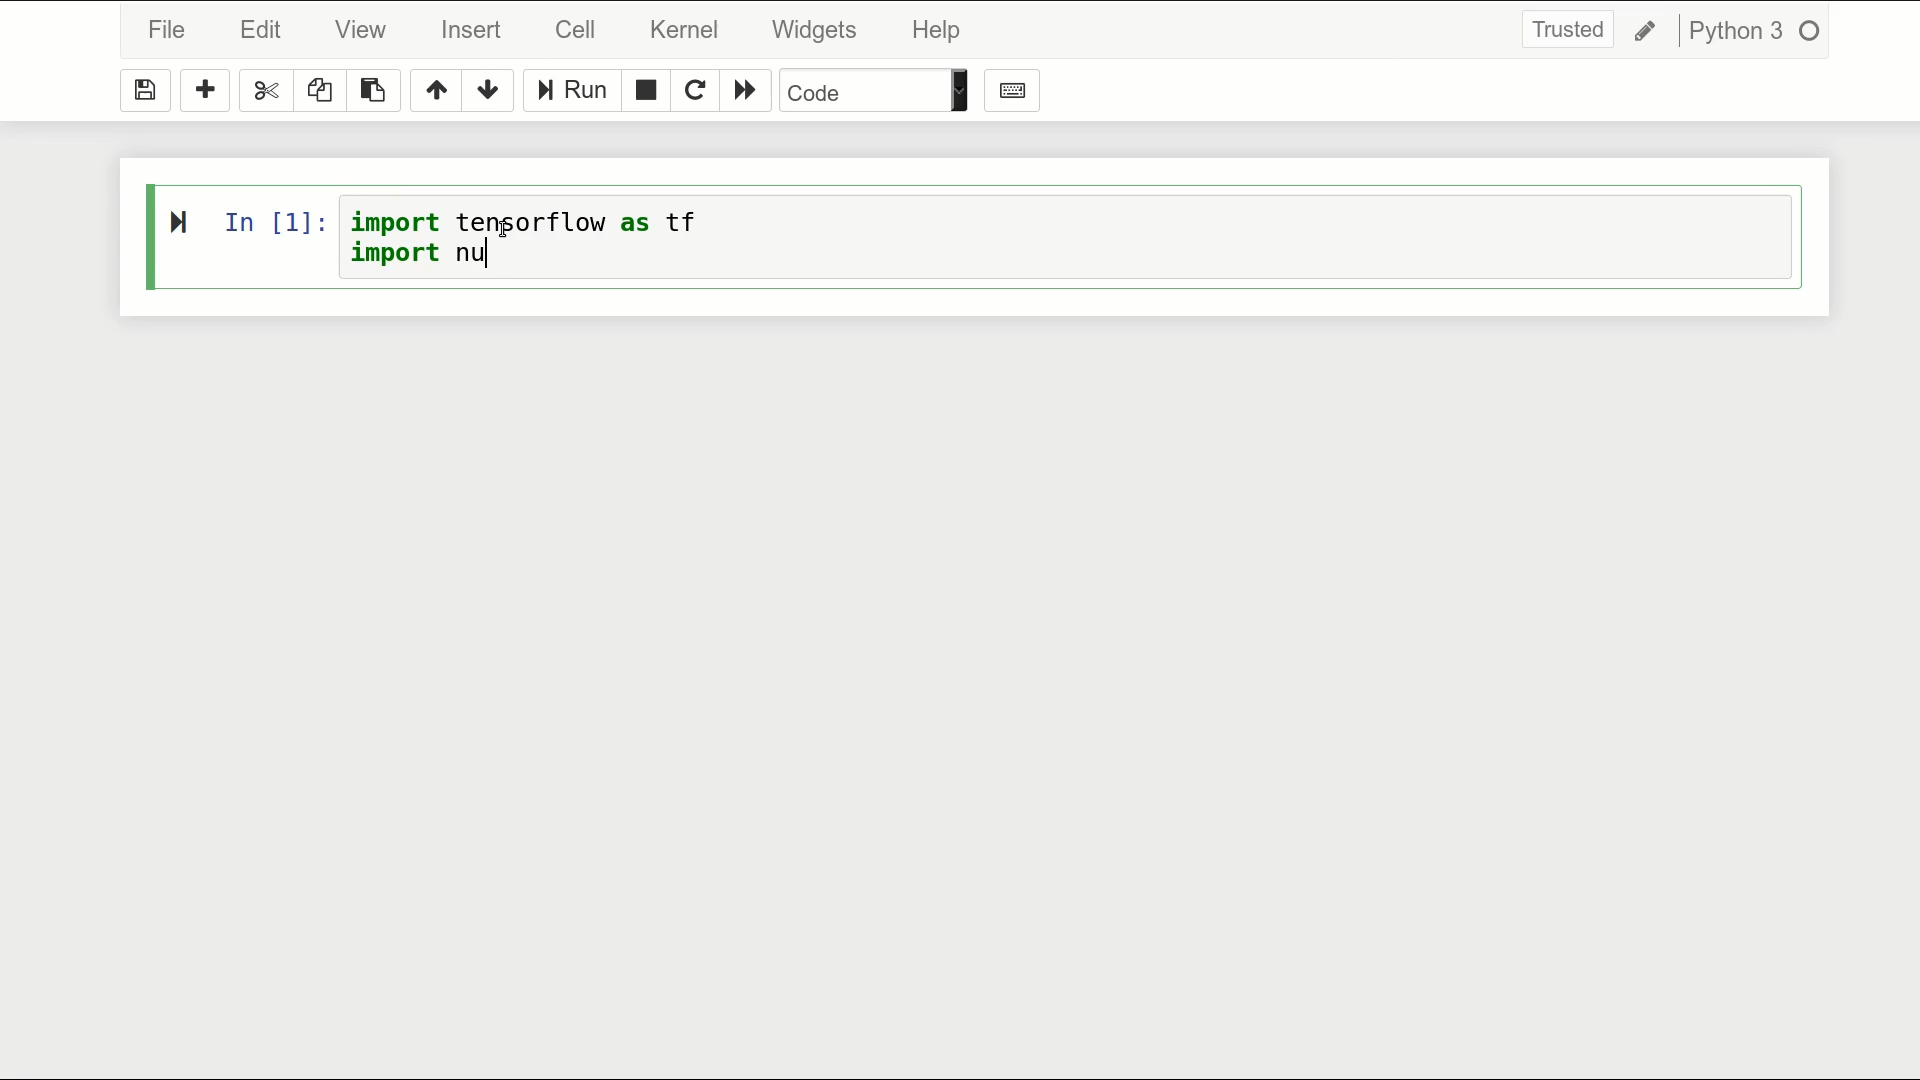 File Edit View Insert Cell Kernel Widgets Help Trusted Python 3
Run Code
In [1]: import tensorflow as tf
import nu